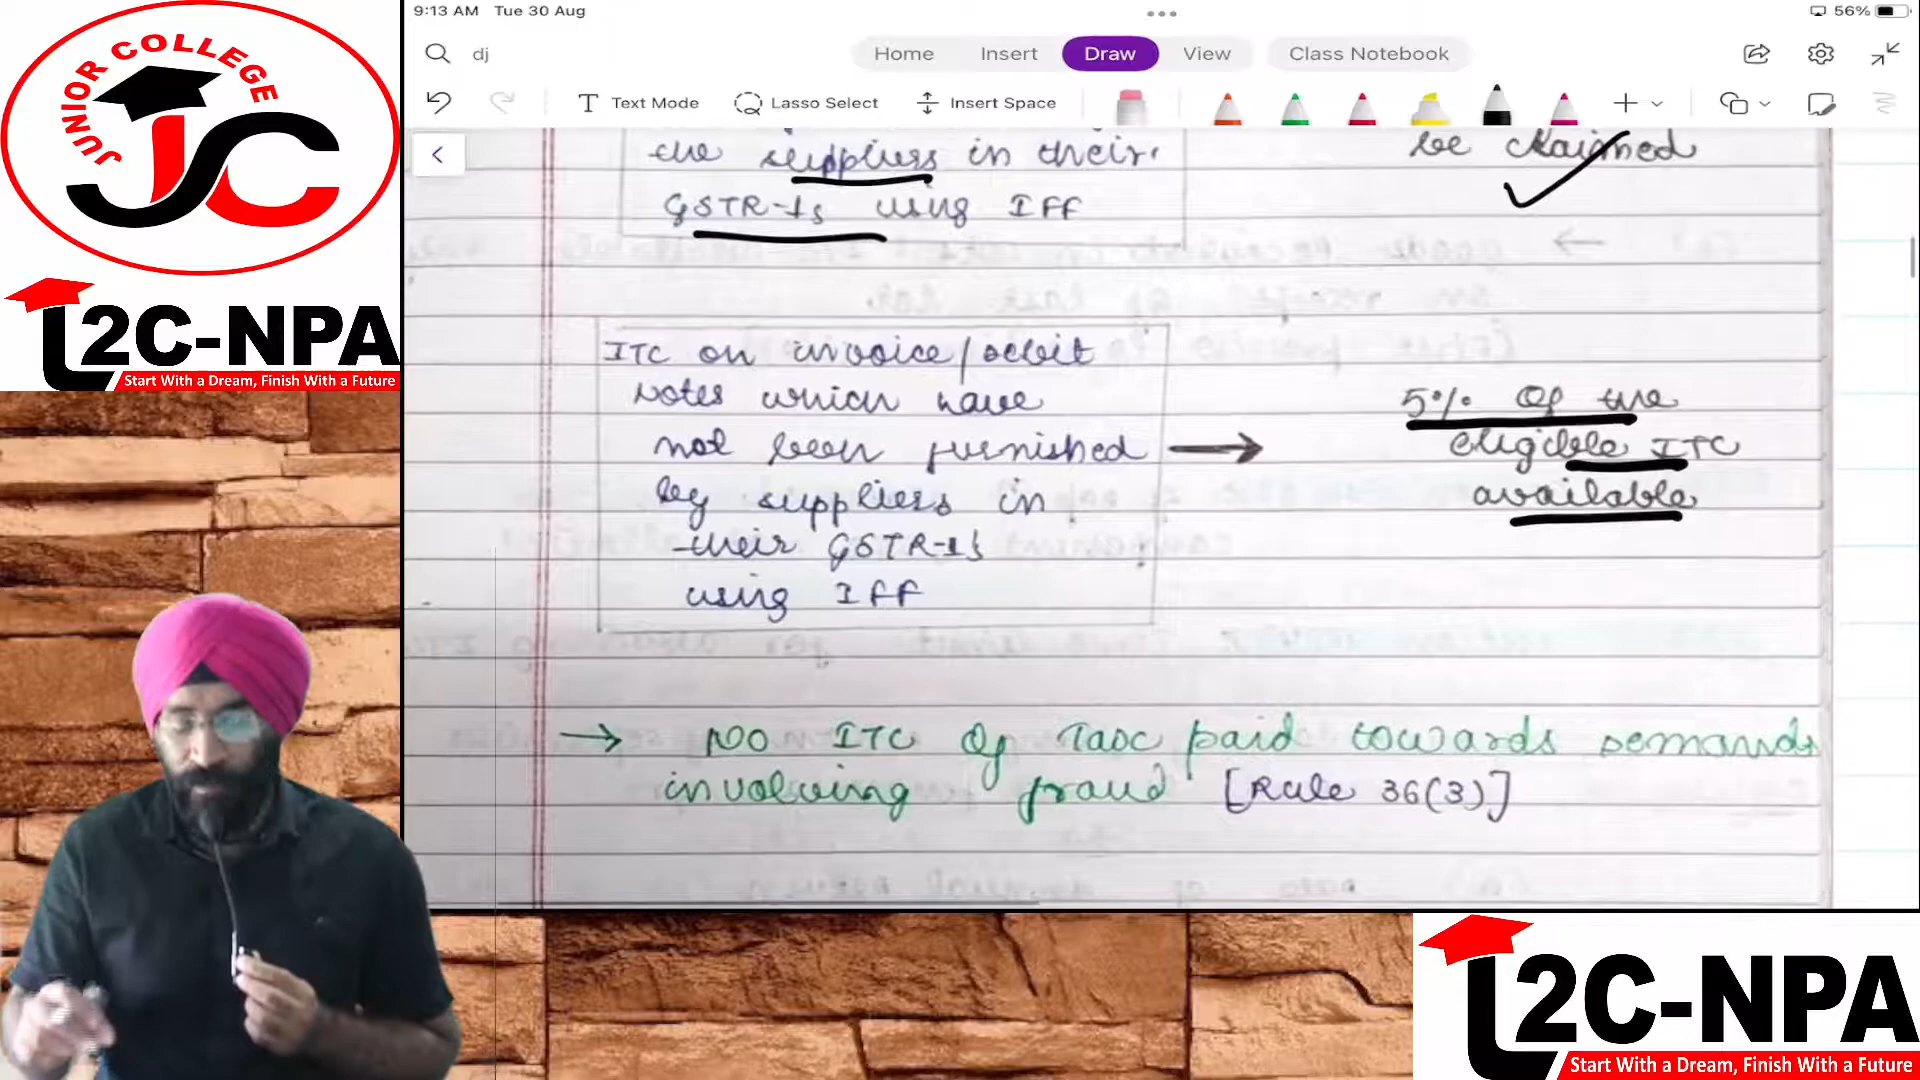 9:13 AM Tue 30 Aug
56%
JUNIOR COLLEGE
JC
L2C-NPA
Start With a Dream, Finish With a Future
dj
Home Insert Draw View Class Notebook
Text Mode Lasso Select Insert Space
the suppliers in their
GSTR-1s using IFF
be claimed
ITC on invoice/debit
Notes which have
not been furnished
by suppliers in
their GSTR-1s
using IFF
5% Of the
eligible ITC
available
→ NO ITC Of Tax paid towards demands
involving fraud [Rule 36(3)]
L2C-NPA
Start With a Dream, Finish With a Future